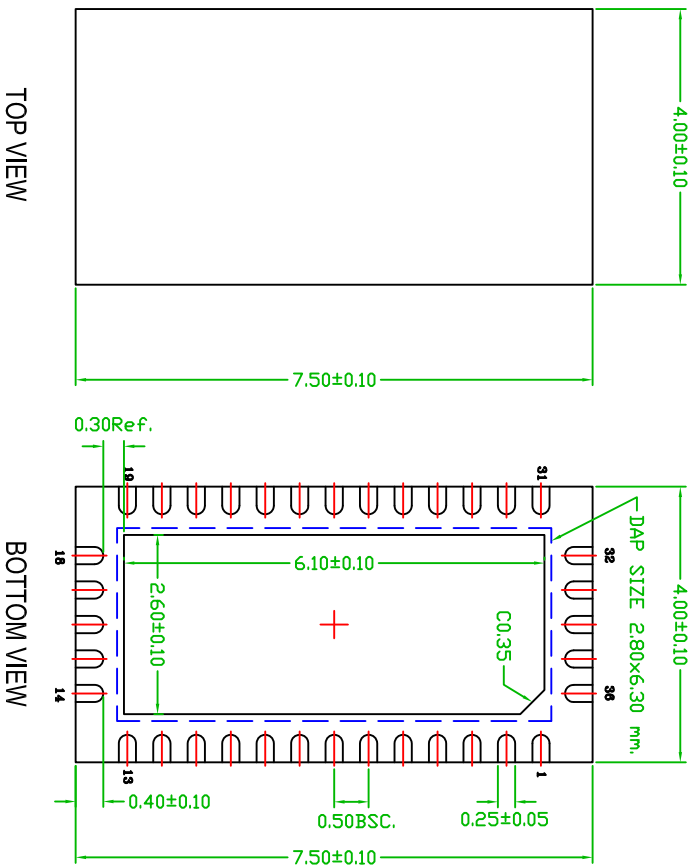 4.00±0.10
TOP VIEW
7.50±0.10
0.30Ref.
19
31
18
32
DAP SIZE 2.80x6.30 mm.
4.00±0.10
6.10±0.10
2.60±0.10
C0.35
BOTTOM VIEW
14
36
13
1
0.40±0.10
0.50BSC.
0.25±0.05
7.50±0.10